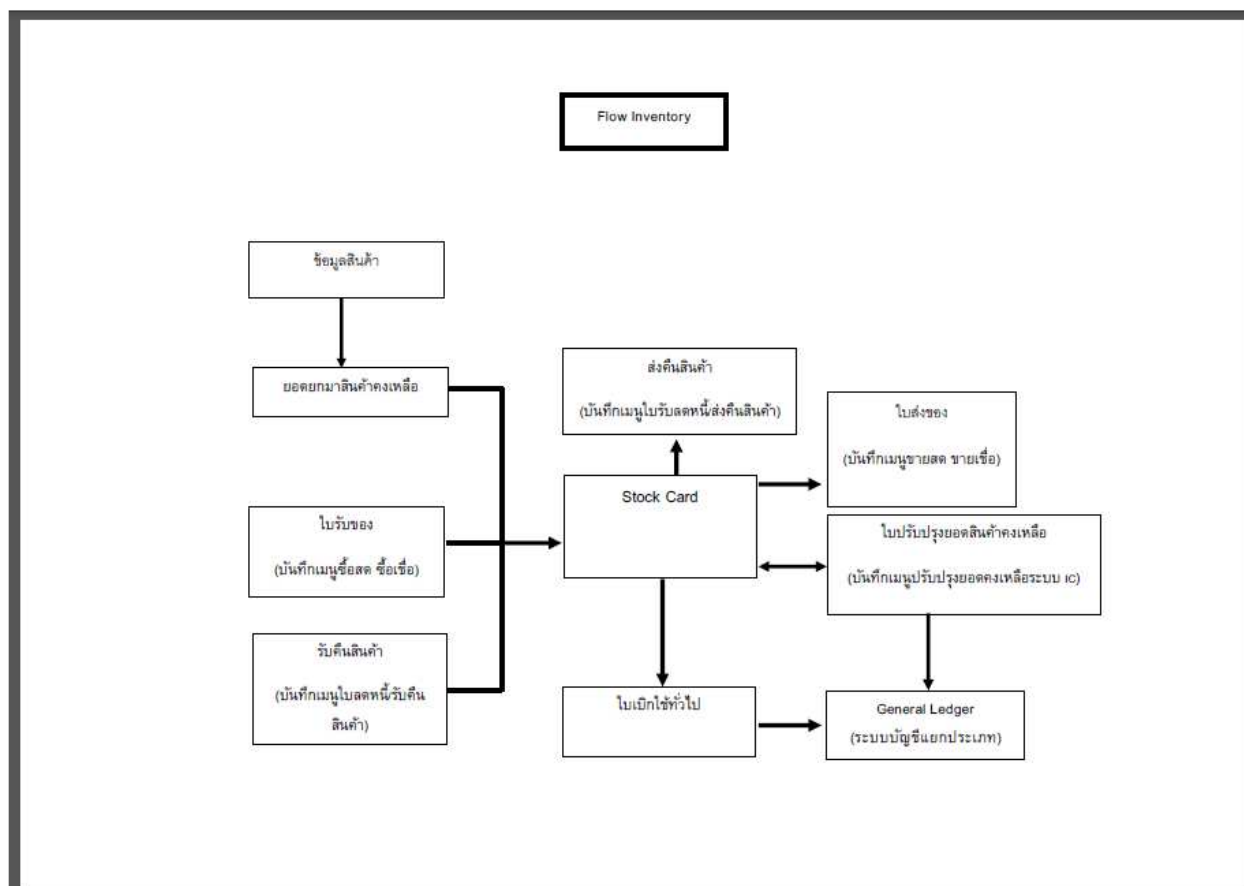 Flow Inventory
ข้อมูลสินค้า
ยอดยกมาสินค้าคงเหลือ
ส่งคืนสินค้า
(บันทึกเมนูใบรับลดหนี้/ส่งคืนสินค้า)
ใบส่งของ
(บันทึกเมนูขายสด ขายเชื่อ)
Stock Card
ใบรับของ
(บันทึกเมนูซื้อสด ซื้อเชื่อ)
ใบปรับปรุงยอดสินค้าคงเหลือ
(บันทึกเมนูปรับปรุงยอดคงเหลือระบบ IC)
รับคืนสินค้า
(บันทึกเมนูใบลดหนี้/รับคืน
สินค้า)
ใบเบิกใช้ทั่วไป
General Ledger
(ระบบบัญชีแยกประเภท)